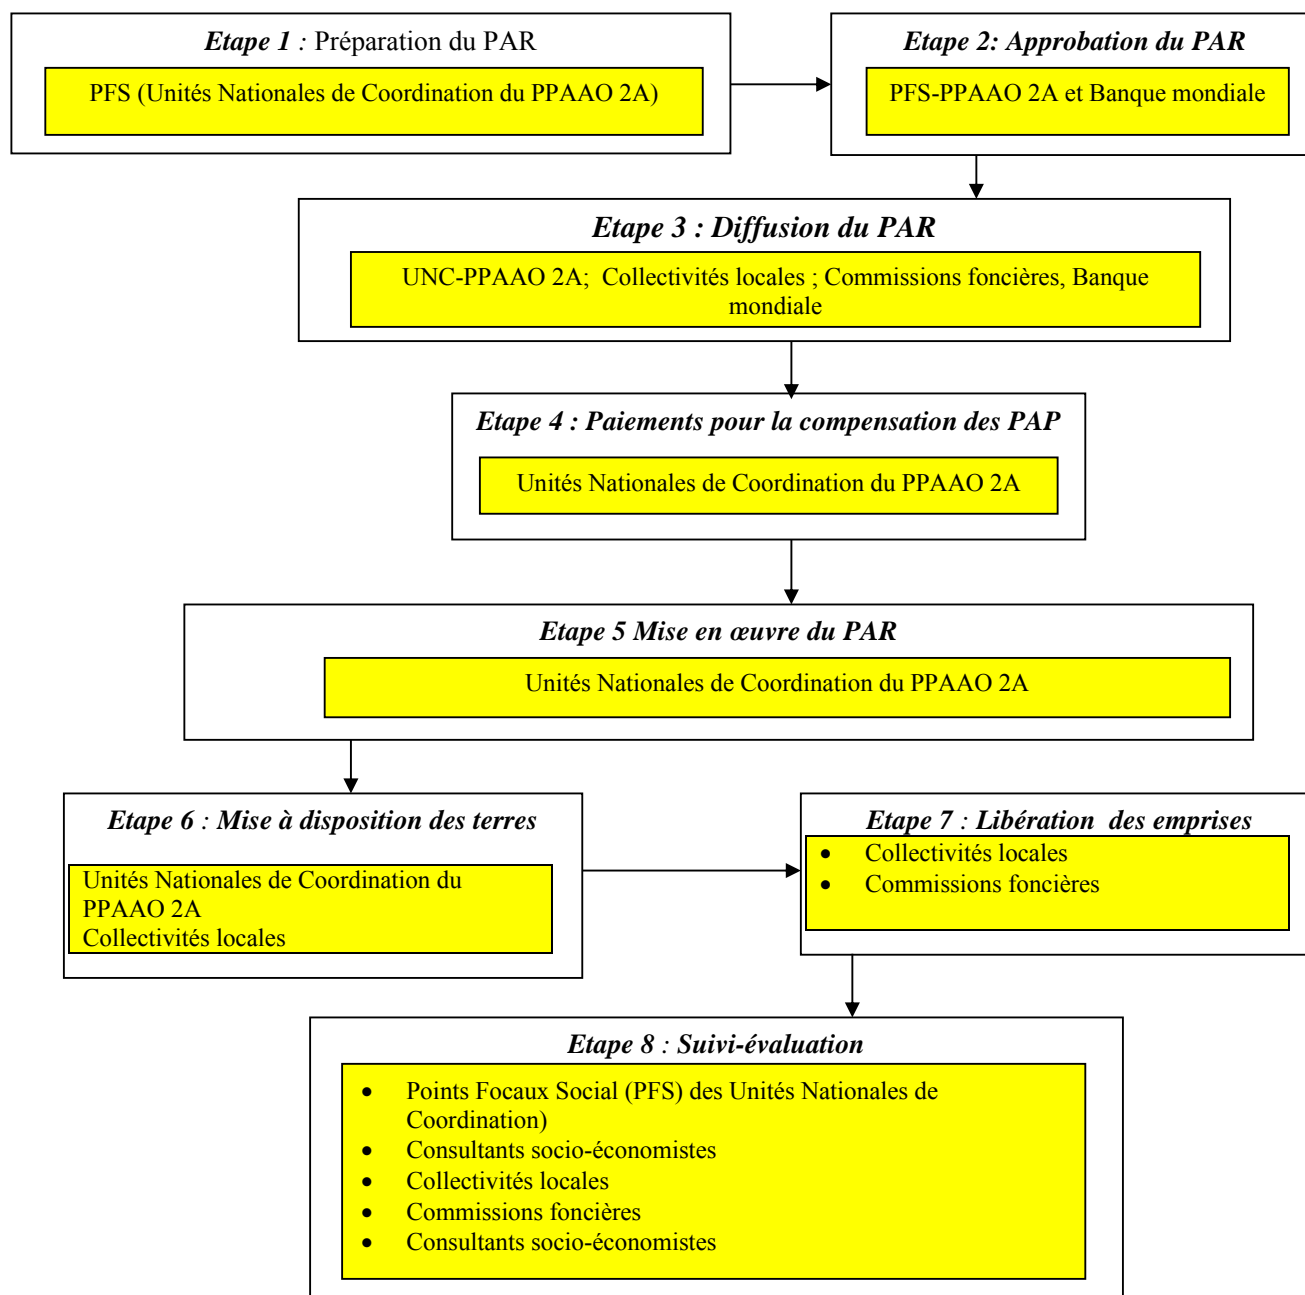 Etape 1 : Préparation du PAR
PFS (Unités Nationales de Coordination du PPAAO 2A)
Etape 2: Approbation du PAR
PFS-PPAAO 2A et Banque mondiale
Etape 3 : Diffusion du PAR
UNC-PPAAO 2A; Collectivités locales ; Commissions foncières, Banque
mondiale
Etape 4 : Paiements pour la compensation des PAP
Unités Nationales de Coordination du PPAAO 2A
Etape 5 Mise en œuvre du PAR
Unités Nationales de Coordination du PPAAO 2A
Etape 6 : Mise à disposition des terres
Unités Nationales de Coordination du
PPAAO 2A
Collectivités locales
Etape 7 : Libération des emprises
• Collectivités locales
• Commissions foncières
Etape 8 : Suivi-évaluation
• Points Focaux Social (PFS) des Unités Nationales de
Coordination)
• Consultants socio-économistes
• Collectivités locales
• Commissions foncières
• Consultants socio-économistes